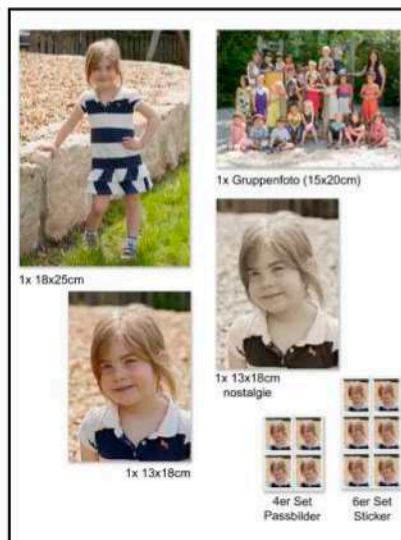 1x Gruppenfoto (15x20cm)
1x 18x25cm
1x 13x18cm
nostalgie
1x 13x18cm
4er Set
Passbilder
6er Set
Sticker